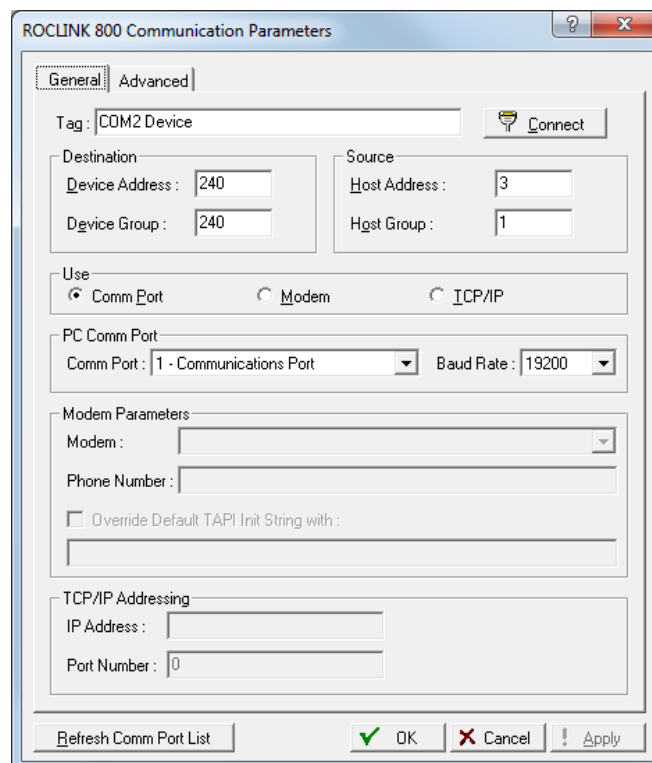 ROCLINK 800 Communication Parameters
General Advanced
Tag : COM2 Device Connect
Destination Source
Device Address : 240 Host Address : 3
Device Group : 240 Host Group : 1
Use
Comm Port Modem TCP/IP
PC Comm Port
Comm Port : 1 - Communications Port Baud Rate : 19200
Modem Parameters
Modem :
Phone Number :
Override Default TAPI Init String with :
TCP/IP Addressing
IP Address :
Port Number : 0
Refresh Comm Port List OK Cancel Apply